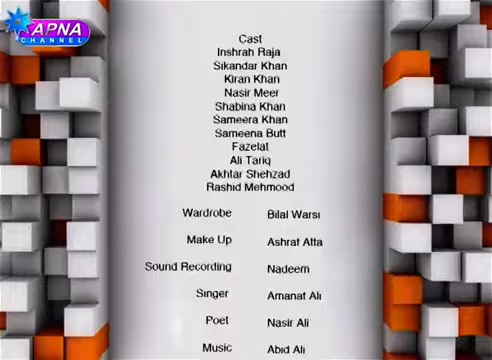 APNA
CHANNEL
Cast
Inshrah Raja
Sikandar Khan
Kiran Khan
Nasir Meer
Shabina Khan
Sameera Khan
Sameena Butt
Fazelat
Ali Tariq
Akhtar Shehzad
Rashid Mehmood
Wardrobe Bilal Warsi
Make Up Ashraf Atta
Sound Recording Nadeem
Singer Amanat Ali
Poet Nasir Ali
Music Abid Ali